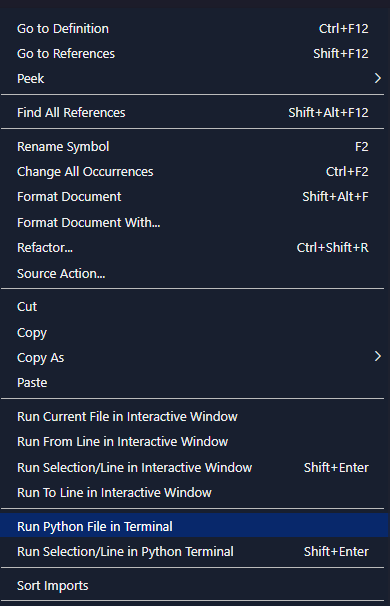 Go to Definition Ctrl+F12
Go to References Shift+F12
Peek
Find All References Shift+Alt+F12
Rename Symbol F2
Change All Occurrences Ctrl+F2
Format Document Shift+Alt+F
Format Document With...
Refactor... Ctrl+Shift+R
Source Action...
Cut
Copy
Copy As
Paste
Run Current File in Interactive Window
Run From Line in Interactive Window
Run Selection/Line in Interactive Window Shift+Enter
Run To Line in Interactive Window
Run Python File in Terminal
Run Selection/Line in Python Terminal Shift+Enter
Sort Imports